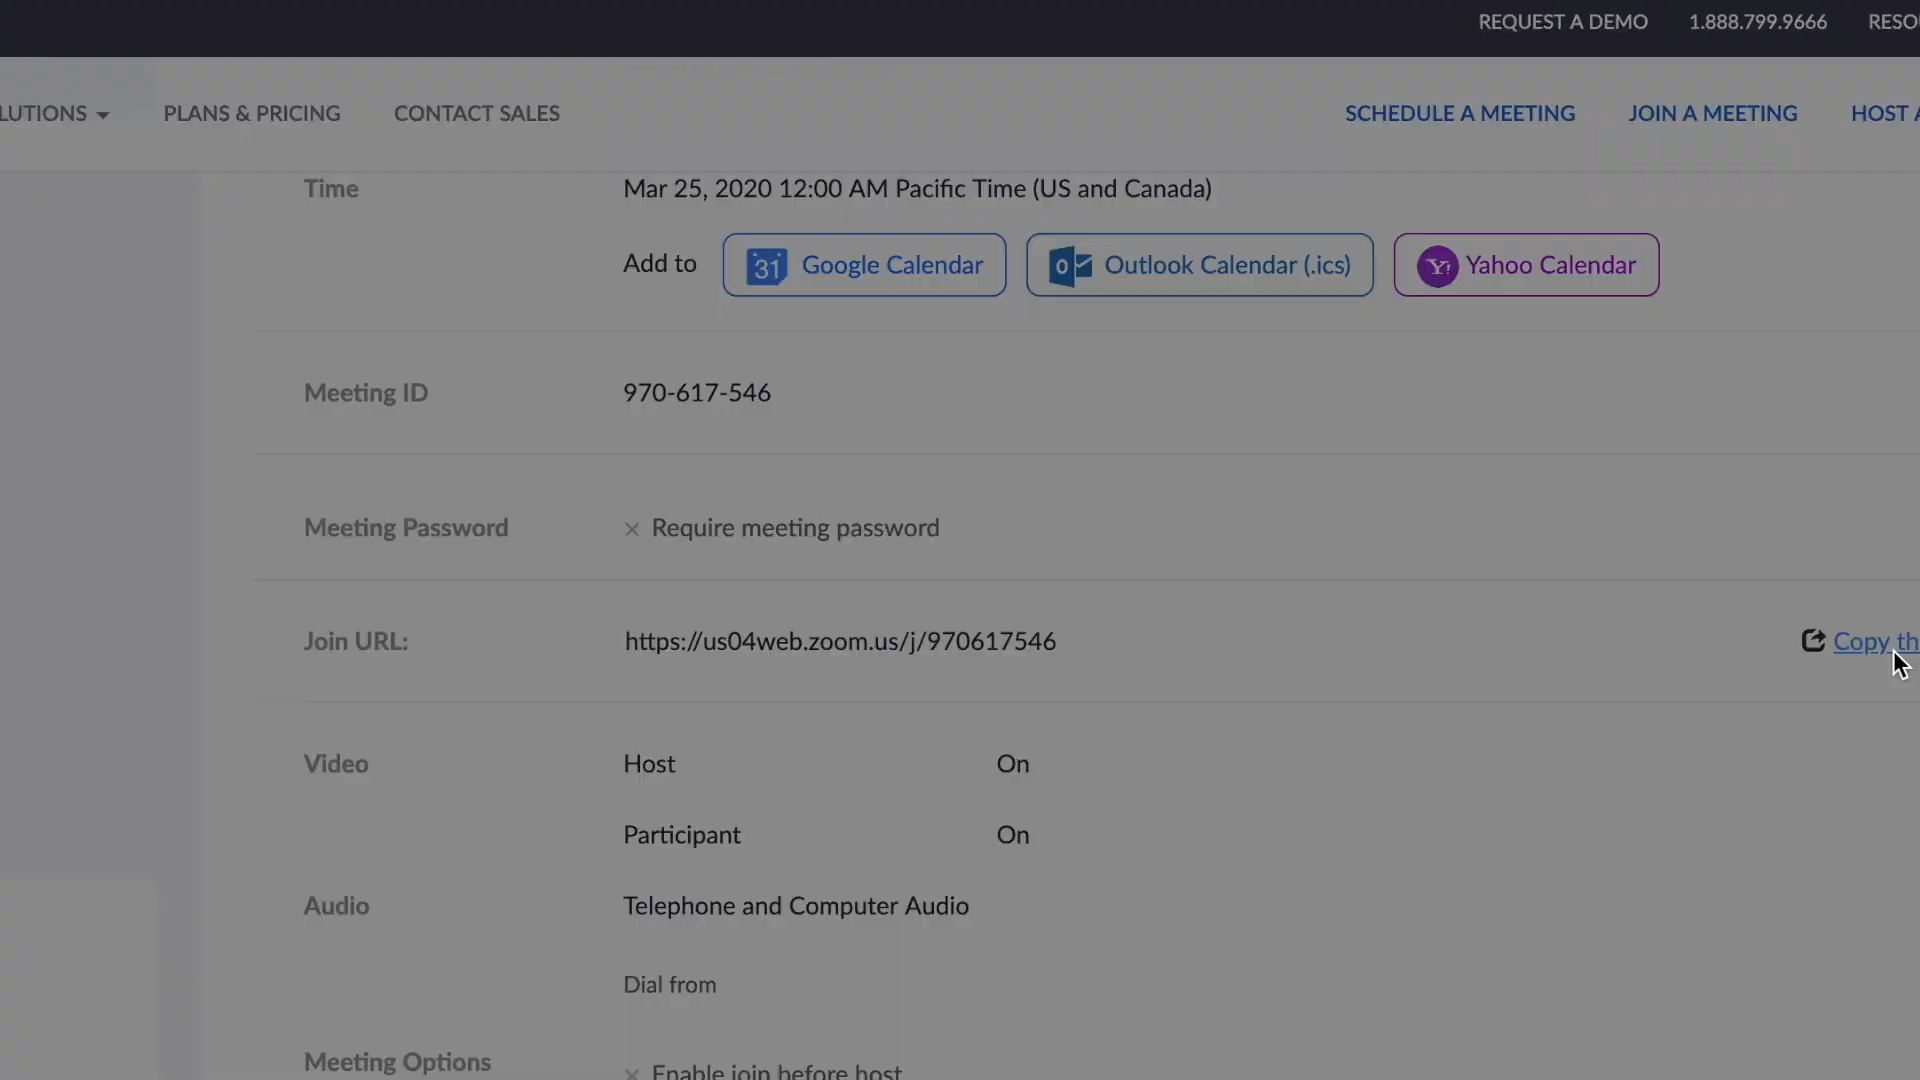 REQUEST A DEMO 1.888.799.9666 RESO
LUTIONS PLANS & PRICING CONTACT SALES SCHEDULE A MEETING JOIN A MEETING HOST A
Time Mar 25, 2020 12:00 AM Pacific Time (US and Canada)
Add to 31 Google Calendar Outlook Calendar (.ics) Y! Yahoo Calendar
Meeting ID 970-617-546
Meeting Password × Require meeting password
Join URL: https://us04web.zoom.us/j/970617546 Copy th
Video Host On
Participant On
Audio Telephone and Computer Audio
Dial from
Meeting Options × Enable join before host